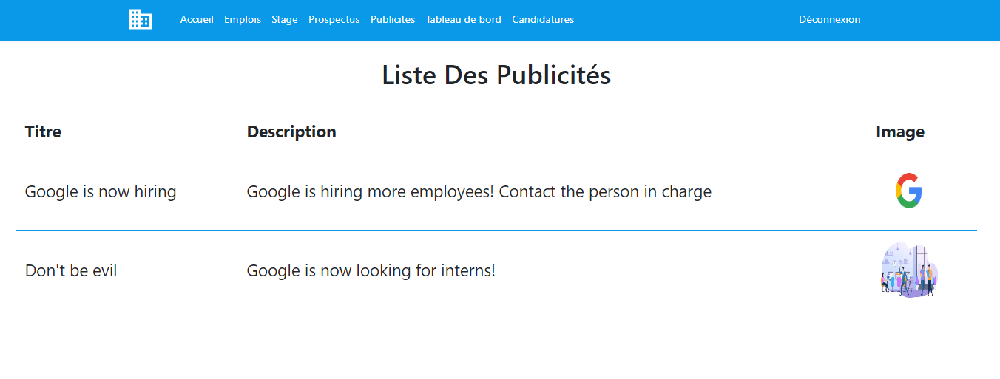 Accueil Emplois Stage Prospectus Publicites Tableau de bord Candidatures Déconnexion
Liste Des Publicités
Titre Description Image
Google is now hiring Google is hiring more employees! Contact the person in charge
Don't be evil Google is now looking for interns!